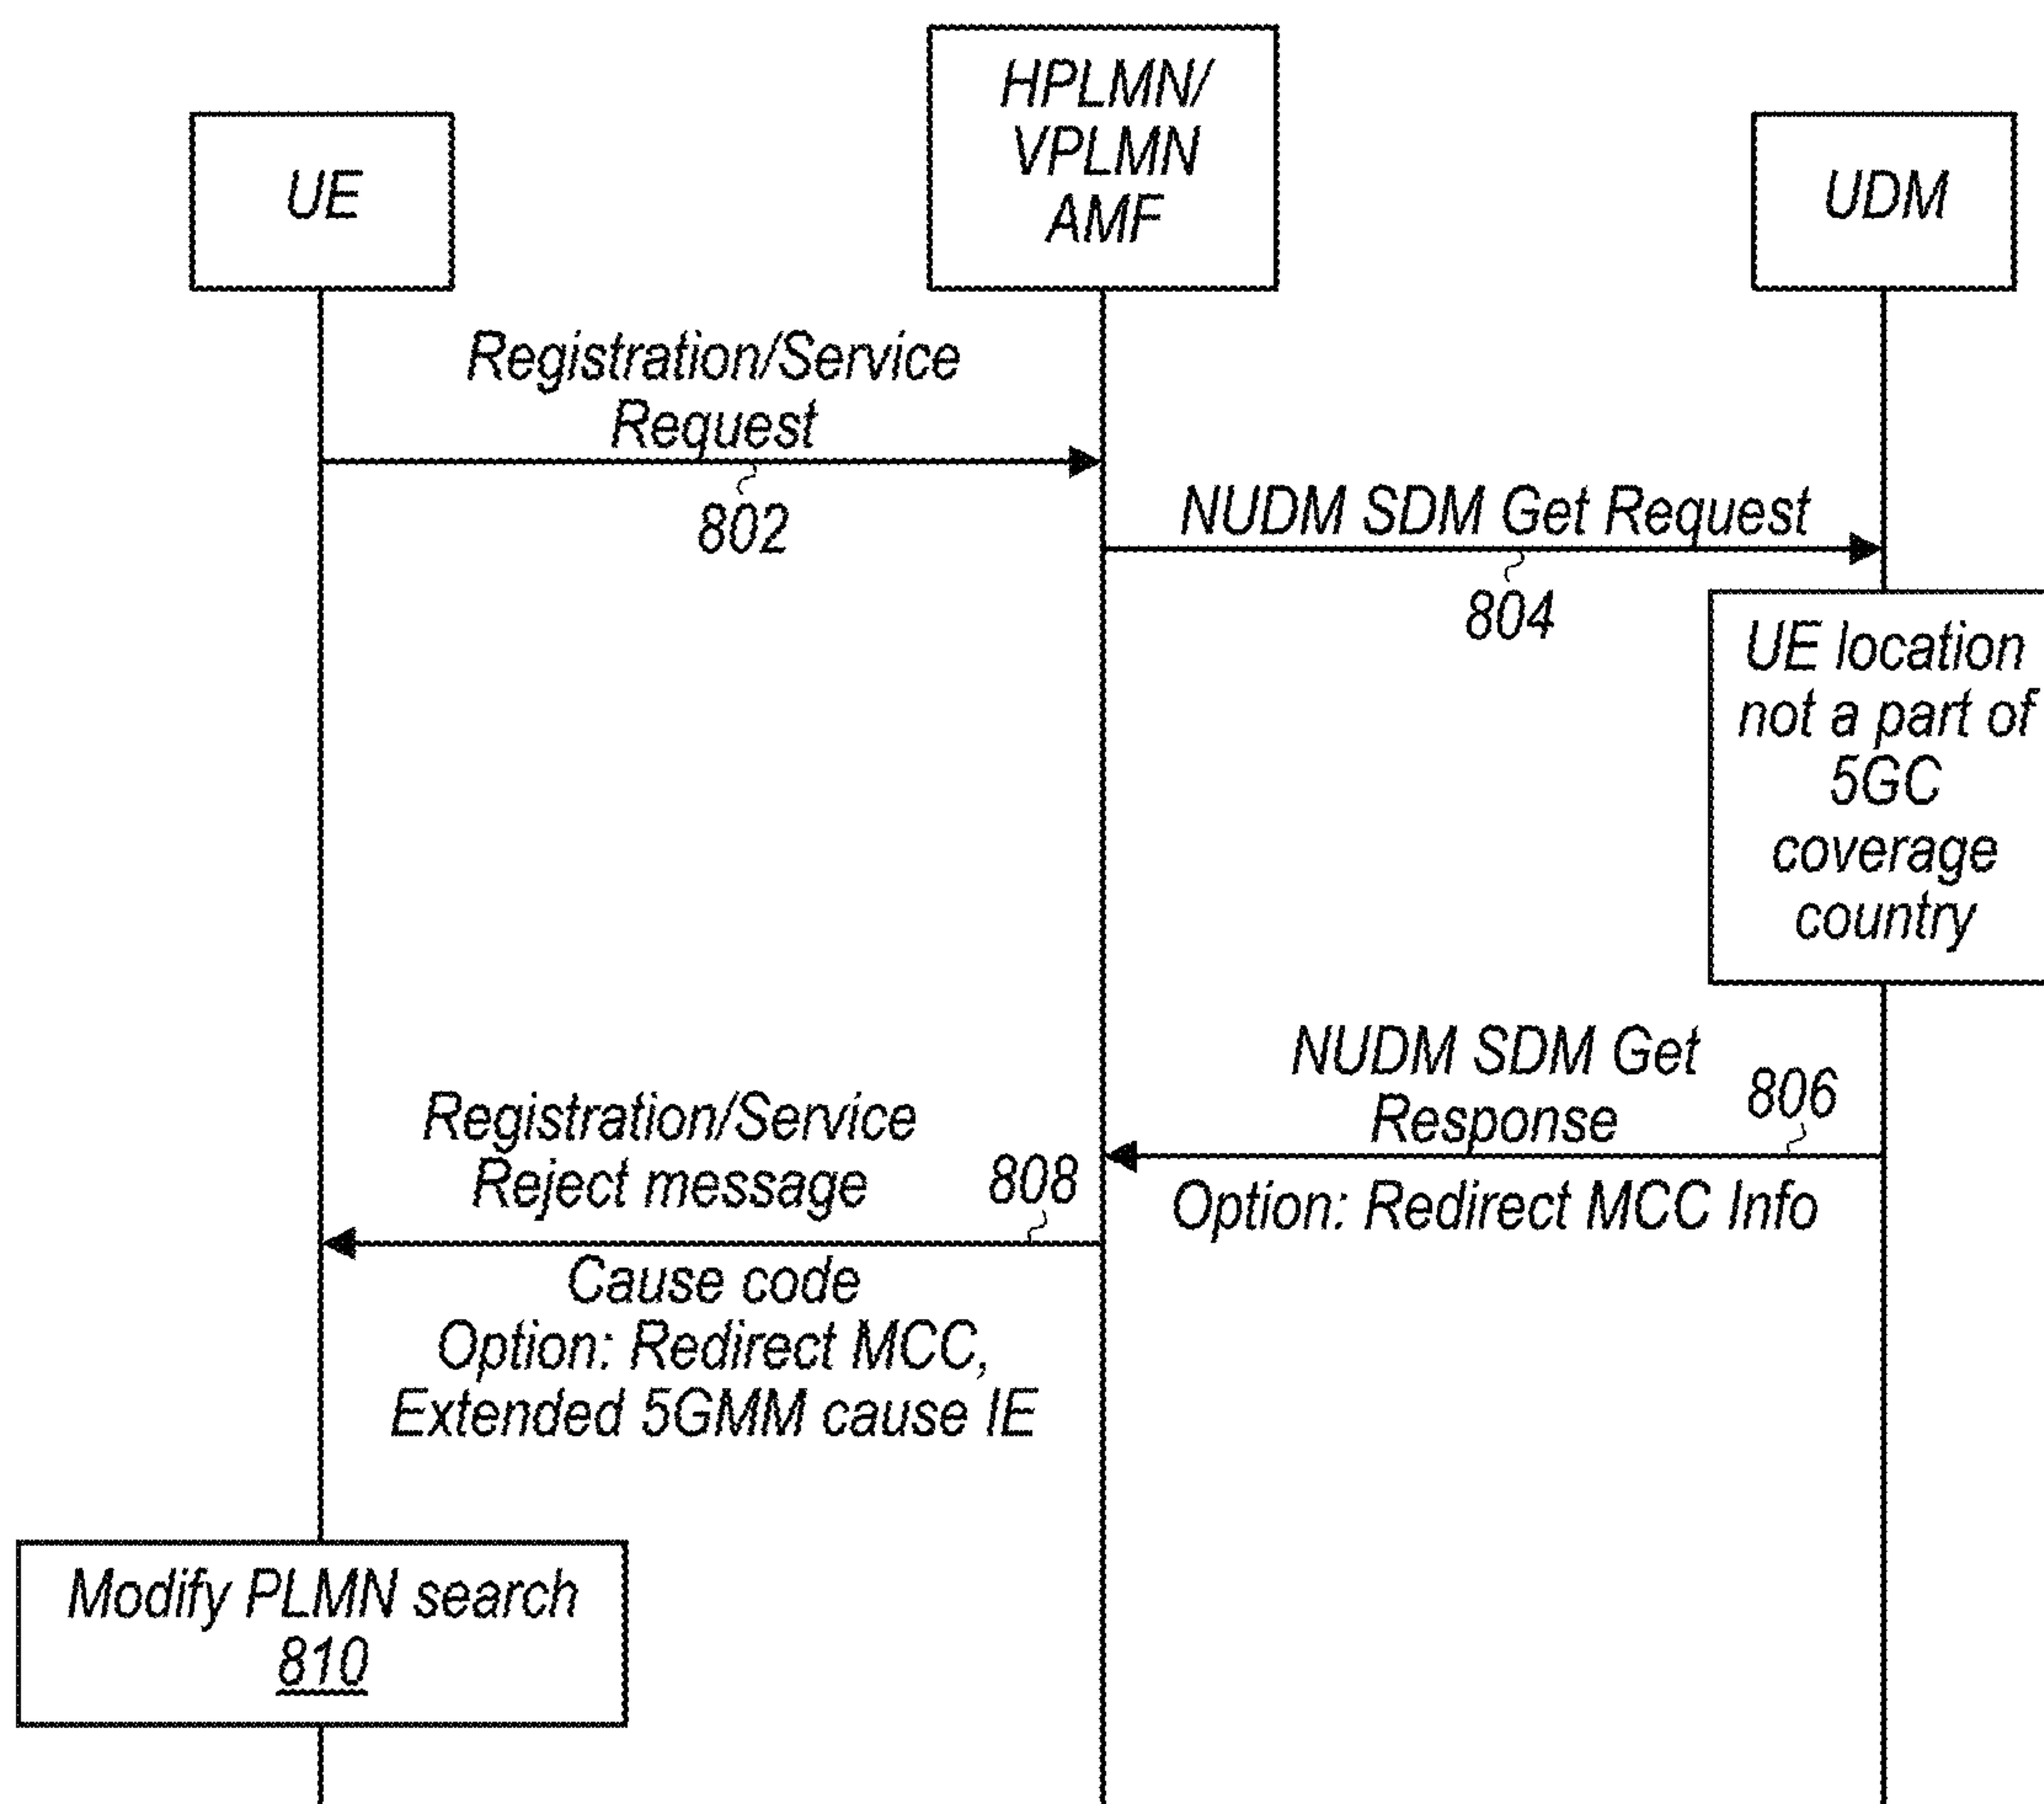 UE
HPLMN/
VPLMN
AMF
UDM
Registration/Service
Request
802
NUDM SDM Get Request
804
UE location
not a part of
5GC
coverage
country
NUDM SDM Get
Response
806
Option: Redirect MCC Info
Registration/Service
Reject message
808
Cause code
Option: Redirect MCC,
Extended 5GMM cause IE
Modify PLMN search
810